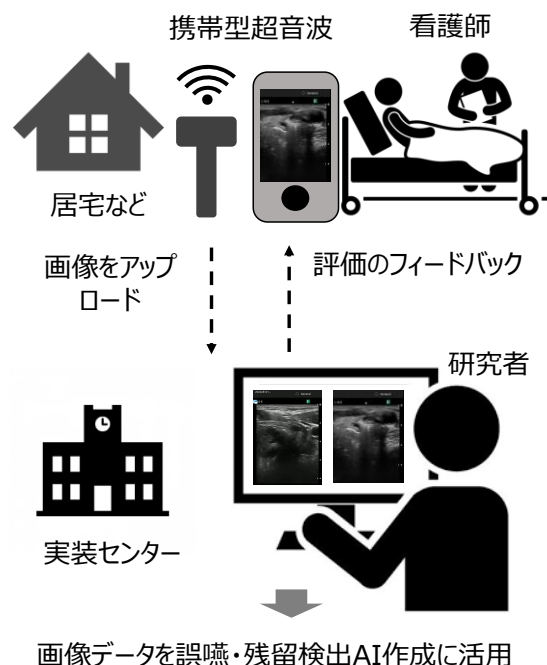 携帯型超音波
看護師
居宅など
画像をアップ
ロード
評価のフィードバック
研究者
実装センター
画像データを誤嚥・残留検出AI作成に活用